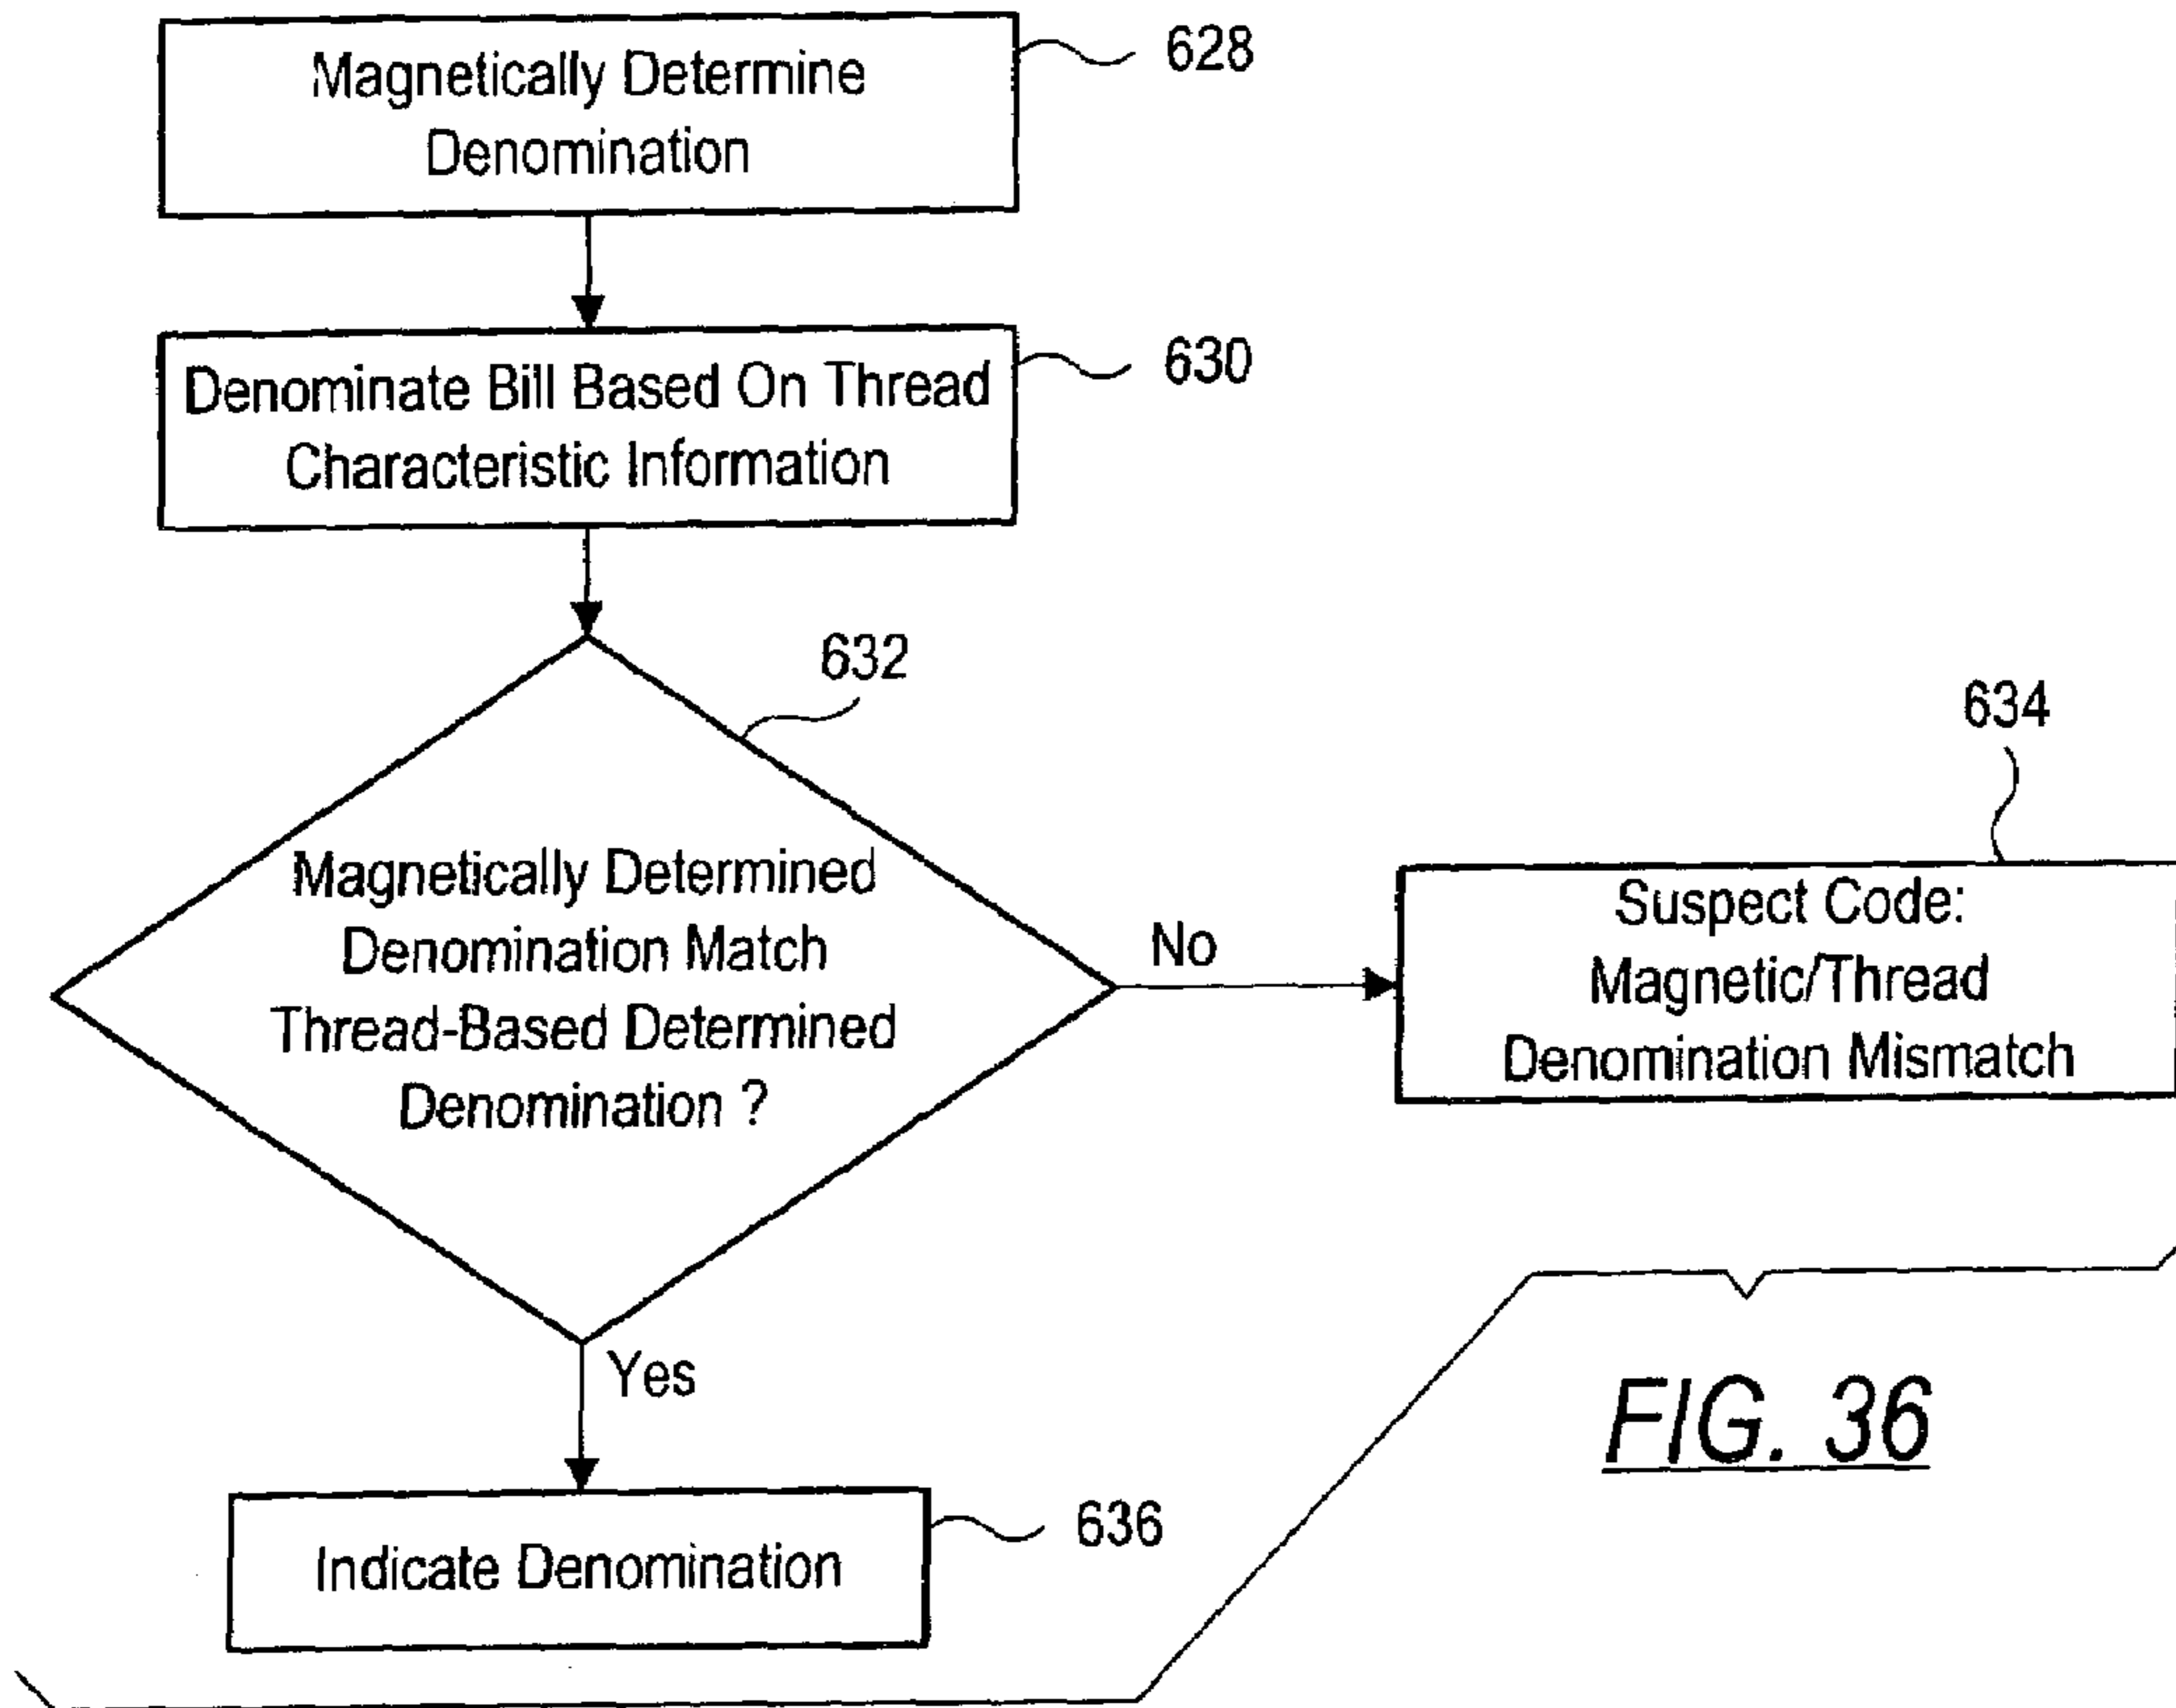 Magnetically Determine
Denomination
628
Denominate Bill Based On Thread
Characteristic Information
630
632
Magnetically Determined
Denomination Match
Thread-Based Determined
Denomination ?
No
634
Suspect Code:
Magnetic/Thread
Denomination Mismatch
Yes
Indicate Denomination
636
FIG. 36